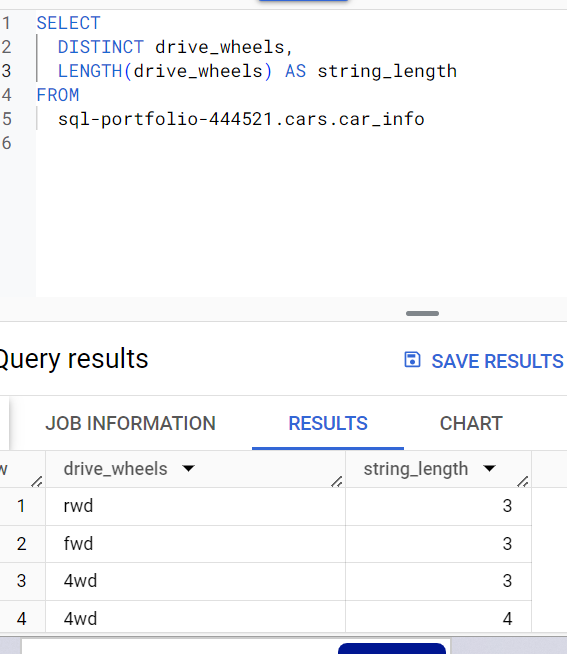 1 SELECT
2 DISTINCT drive_wheels,
3 LENGTH(drive_wheels) AS string_length
4 FROM
5 sql-portfolio-444521.cars.car_info
6
Query results
SAVE RESULTS
JOB INFORMATION RESULTS CHART
w drive_wheels string_length
1 rwd 3
2 fwd 3
3 4wd 3
4 4wd 4